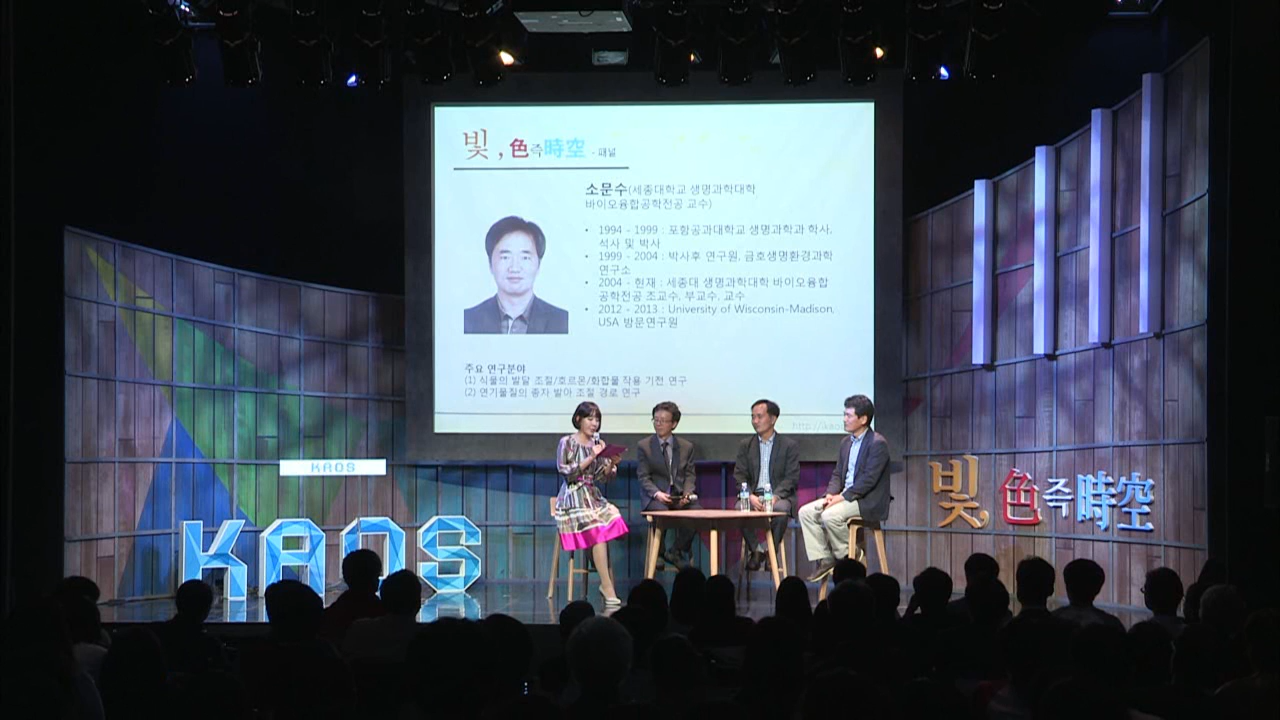 빛, 色즉時空 - 패널
소문수(세종대학교 생명과학대학
바이오융합공학전공 교수)
• 1994 - 1999 : 포항공과대학교 생명과학과 학사,
석사 및 박사
• 1999 - 2004 : 박사후 연구원, 금호생명환경과학
연구소
• 2004 - 현재 : 세종대 생명과학대학 바이오융합
공학전공 조교수, 부교수, 교수
• 2012 - 2013 : University of Wisconsin-Madison,
USA 방문연구원
주요 연구분야
(1) 식물의 발달 조절/호르몬/화합물 작용 기전 연구
(2) 연기물질의 종자 발아 조절 경로 연구
KAOS
KAOS
빛, 色즉時空